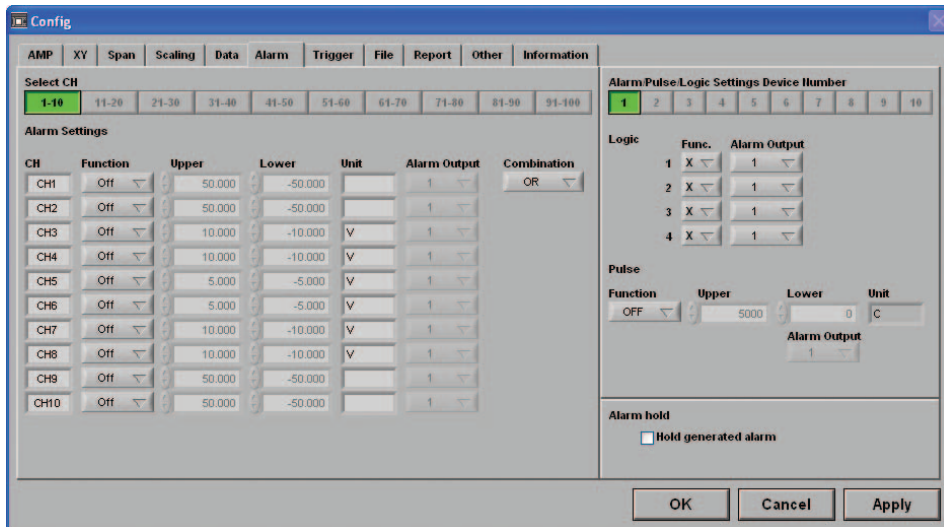 Config
AMP XY Span Scaling Data Alarm Trigger File Report Other Information
Select CH
1-10 11-20 21-30 31-40 41-50 51-60 61-70 71-80 81-90 91-100
Alarm Settings
CH Function Upper Lower Unit Alarm Output Combination
CH1 Off 50.000 -50.000 1 OR
CH2 Off 50.000 -50.000 1
CH3 Off 10.000 -10.000 V 1
CH4 Off 10.000 -10.000 V 1
CH5 Off 5.000 -5.000 V 1
CH6 Off 5.000 -5.000 V 1
CH7 Off 10.000 -10.000 V 1
CH8 Off 10.000 -10.000 V 1
CH9 Off 50.000 -50.000 1
CH10 Off 50.000 -50.000 1
Alarm/Pulse/Logic Settings Device Number
1 2 3 4 5 6 7 8 9 10
Logic Func. Alarm Output
1 X 1
2 X 1
3 X 1
4 X 1
Pulse
Function Upper Lower Unit
OFF 5000 0 C
Alarm Output
1
Alarm hold
Hold generated alarm
OK Cancel Apply